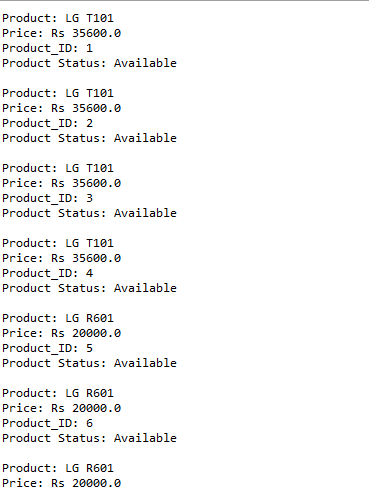 Product: LG T101
Price: Rs 35600.0
Product_ID: 1
Product Status: Available
Product: LG T101
Price: Rs 35600.0
Product_ID: 2
Product Status: Available
Product: LG T101
Price: Rs 35600.0
Product_ID: 3
Product Status: Available
Product: LG T101
Price: Rs 35600.0
Product_ID: 4
Product Status: Available
Product: LG R601
Price: Rs 20000.0
Product_ID: 5
Product Status: Available
Product: LG R601
Price: Rs 20000.0
Product_ID: 6
Product Status: Available
Product: LG R601
Price: Rs 20000.0